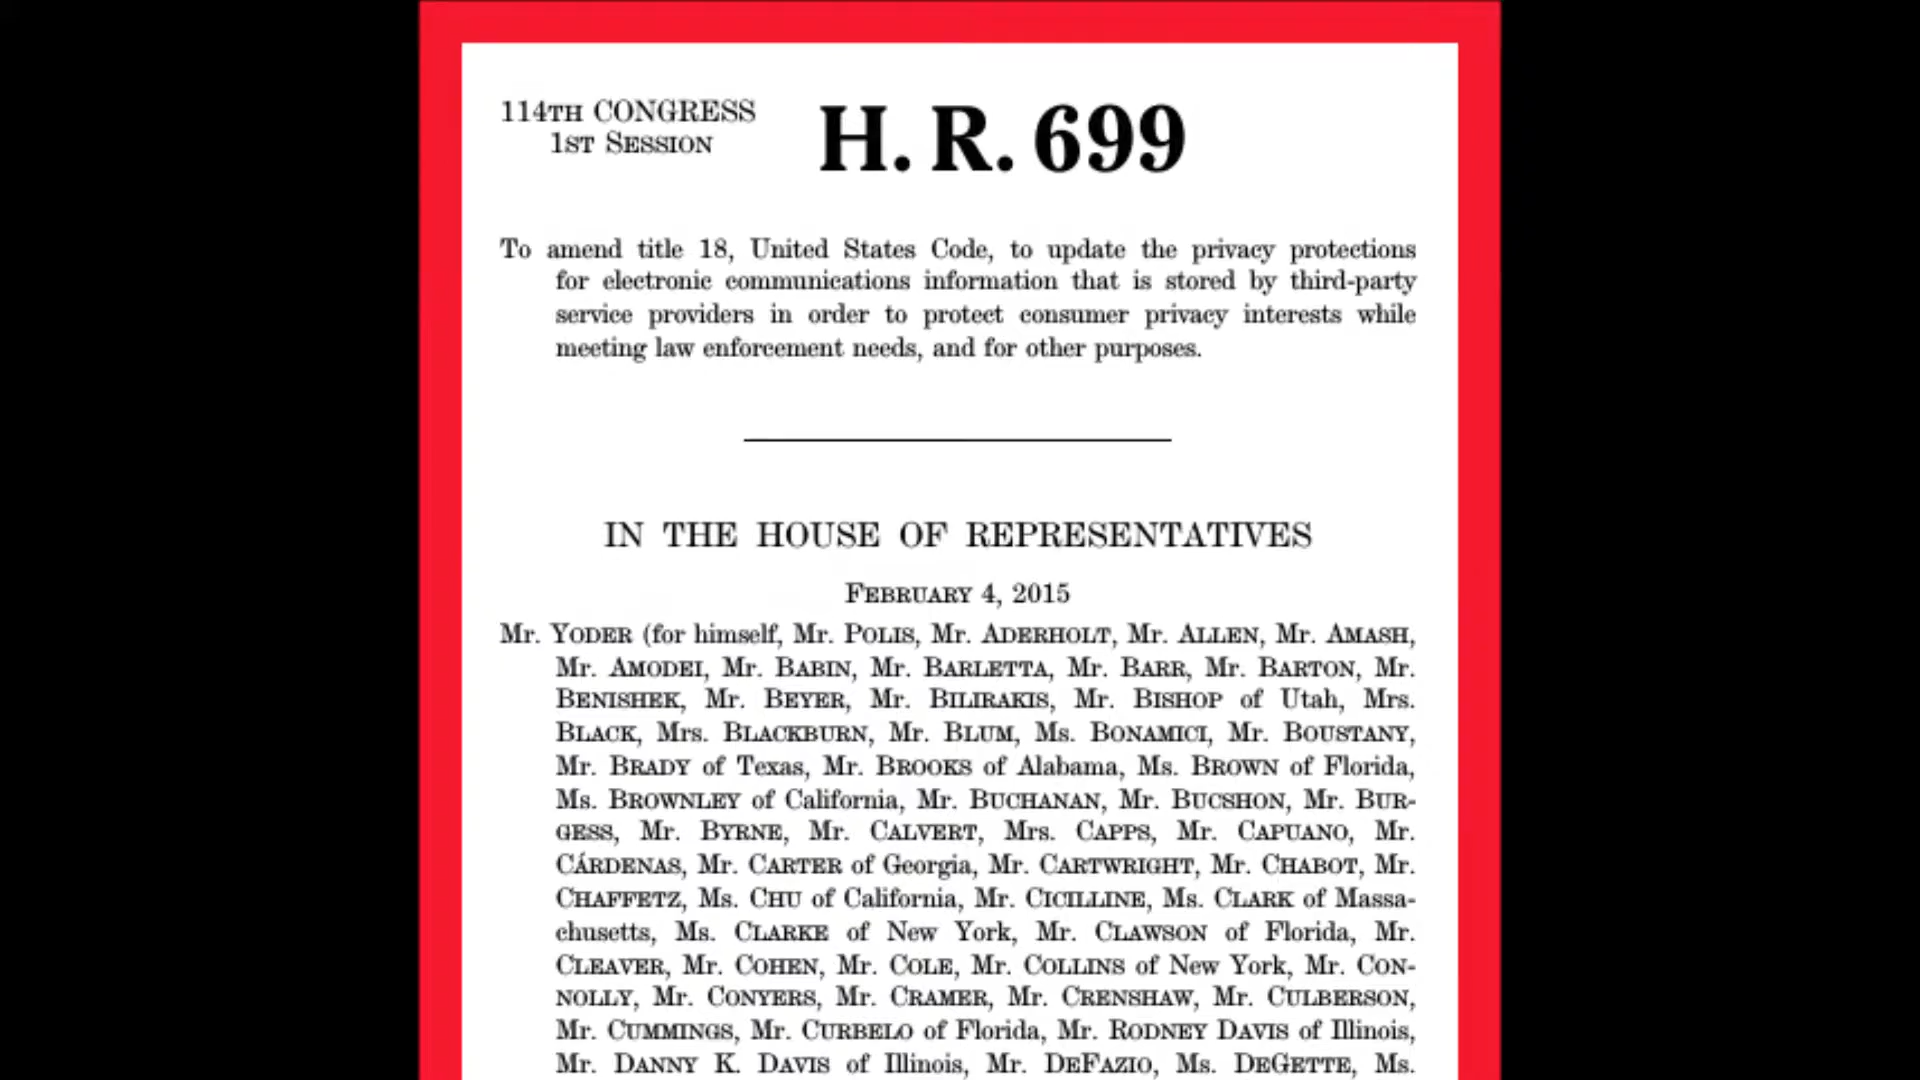 114TH CONGRESS
1ST SESSION
H. R. 699
To amend title 18, United States Code, to update the privacy protections
for electronic communications information that is stored by third-party
service providers in order to protect consumer privacy interests while
meeting law enforcement needs, and for other purposes.
IN THE HOUSE OF REPRESENTATIVES
FEBRUARY 4, 2015
Mr. YODER (for himself, Mr. POLIS, Mr. ADERHOLT, Mr. ALLEN, Mr. AMASH,
Mr. AMODEI, Mr. BABIN, Mr. BARLETTA, Mr. BARR, Mr. BARTON, Mr.
BENISHEK, Mr. BEYER, Mr. BILIRAKIS, Mr. BISHOP of Utah, Mrs.
BLACK, Mrs. BLACKBURN, Mr. BLUM, Ms. BONAMICI, Mr. BOUSTANY,
Mr. BRADY of Texas, Mr. BROOKS of Alabama, Ms. BROWN of Florida,
Ms. BROWNLEY of California, Mr. BUCHANAN, Mr. BUCSHON, Mr. BUR-
GESS, Mr. BYRNE, Mr. CALVERT, Mrs. CAPPS, Mr. CAPUANO, Mr.
CÁRDENAS, Mr. CARTER of Georgia, Mr. CARTWRIGHT, Mr. CHABOT, Mr.
CHAFFETZ, Ms. CHU of California, Mr. CICILLINE, Ms. CLARK of Massa-
chusetts, Ms. CLARKE of New York, Mr. CLAWSON of Florida, Mr.
CLEAVER, Mr. COHEN, Mr. COLE, Mr. COLLINS of New York, Mr. CON-
NOLLY, Mr. CONYERS, Mr. CRAMER, Mr. CRENSHAW, Mr. CULBERSON,
Mr. CUMMINGS, Mr. CURBELO of Florida, Mr. RODNEY DAVIS of Illinois,
Mr. DANNY K. DAVIS of Illinois, Mr. DEFAZIO, Ms. DEGETTE, Ms.